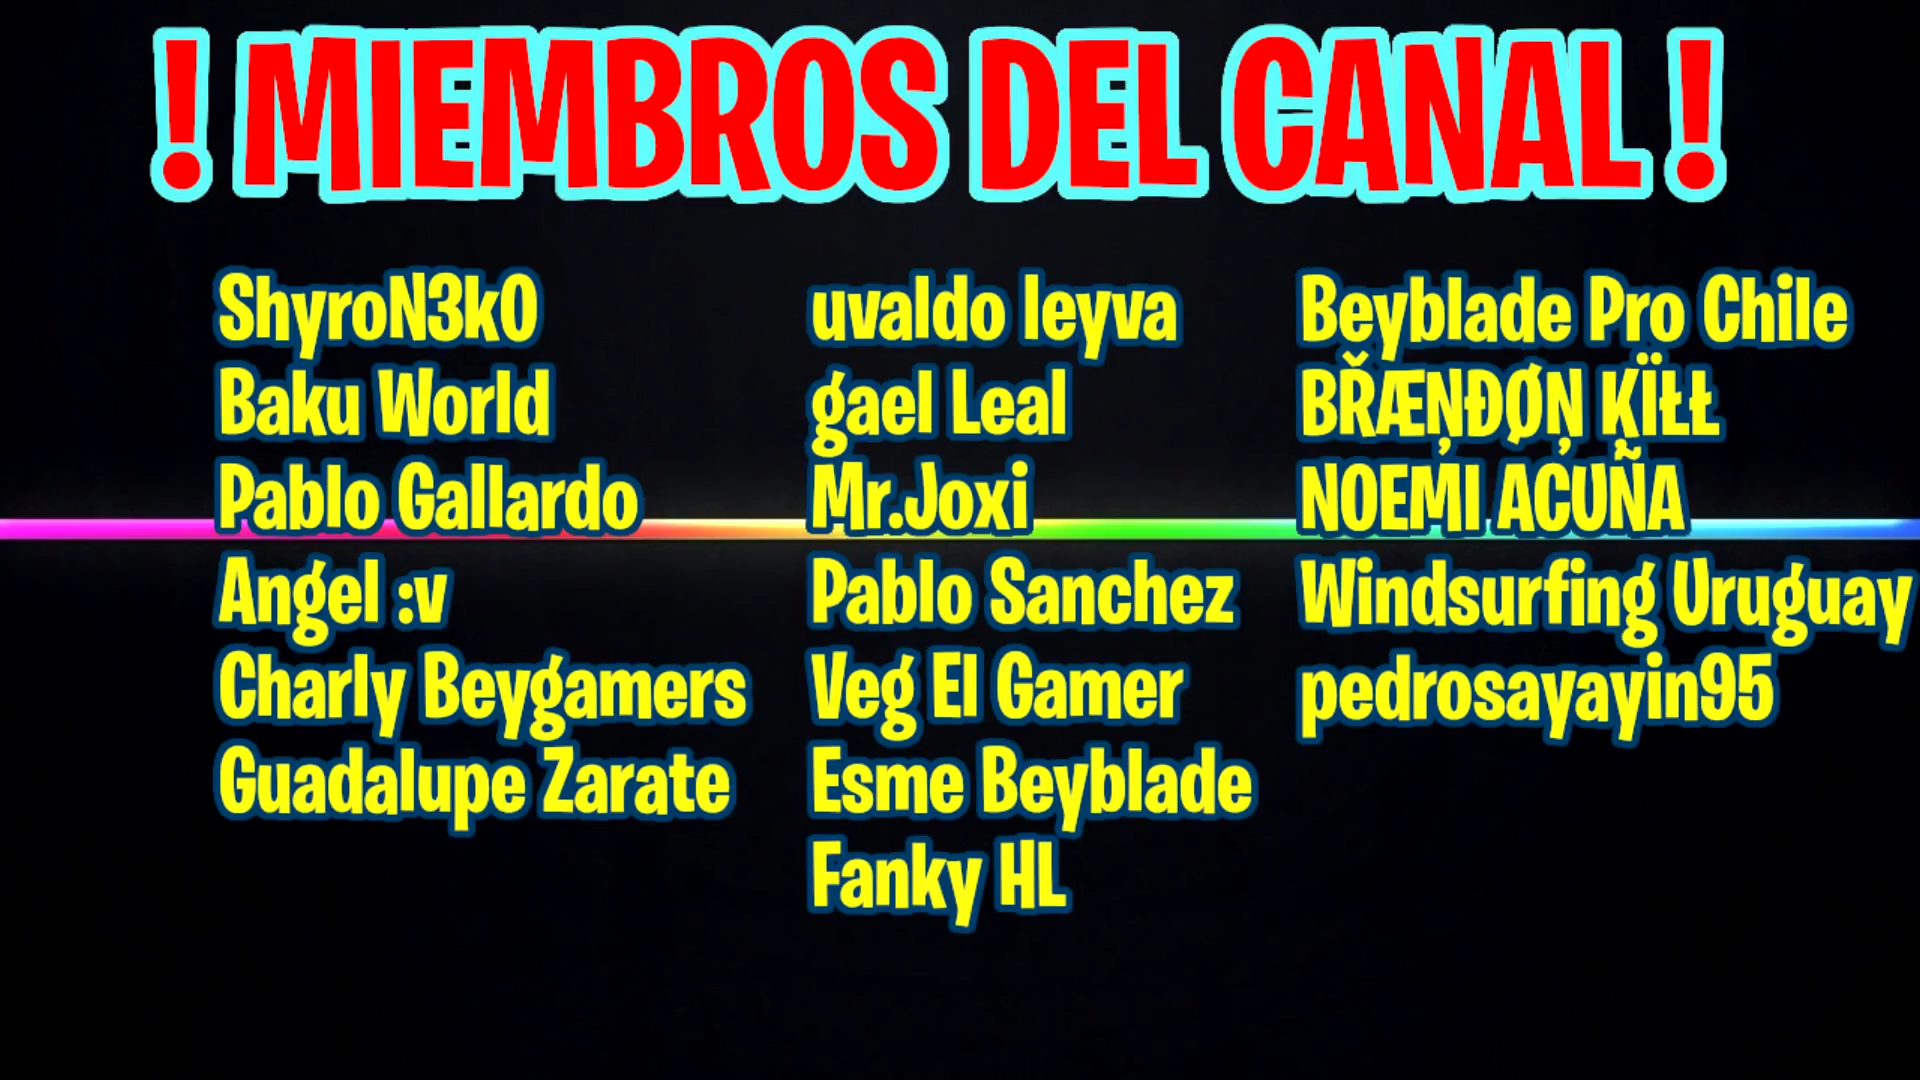 ! MIEMBROS DEL CANAL !
ShyroN3k0
Baku World
Pablo Gallardo
Angel :v
Charly Beygamers
Guadalupe Zarate
uvaldo leyva
gael Leal
Mr.Joxi
Pablo Sanchez
Veg El Gamer
Esme Beyblade
Fanky HL
Beyblade Pro Chile
BŘÆŅĐØŅ ĶÏŁŁ
NOEMI ACUÑA
Windsurfing Uruguay
pedrosayayin95